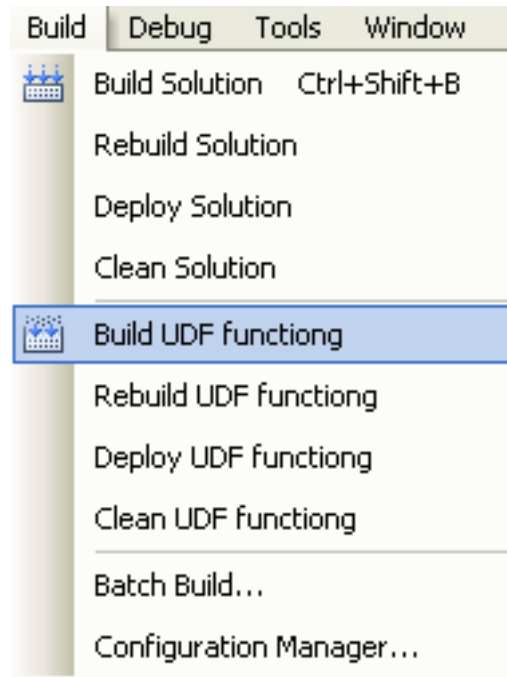 Build Debug Tools Window
Build Solution Ctrl+Shift+B
Rebuild Solution
Deploy Solution
Clean Solution
Build UDF functiong
Rebuild UDF functiong
Deploy UDF functiong
Clean UDF functiong
Batch Build...
Configuration Manager...